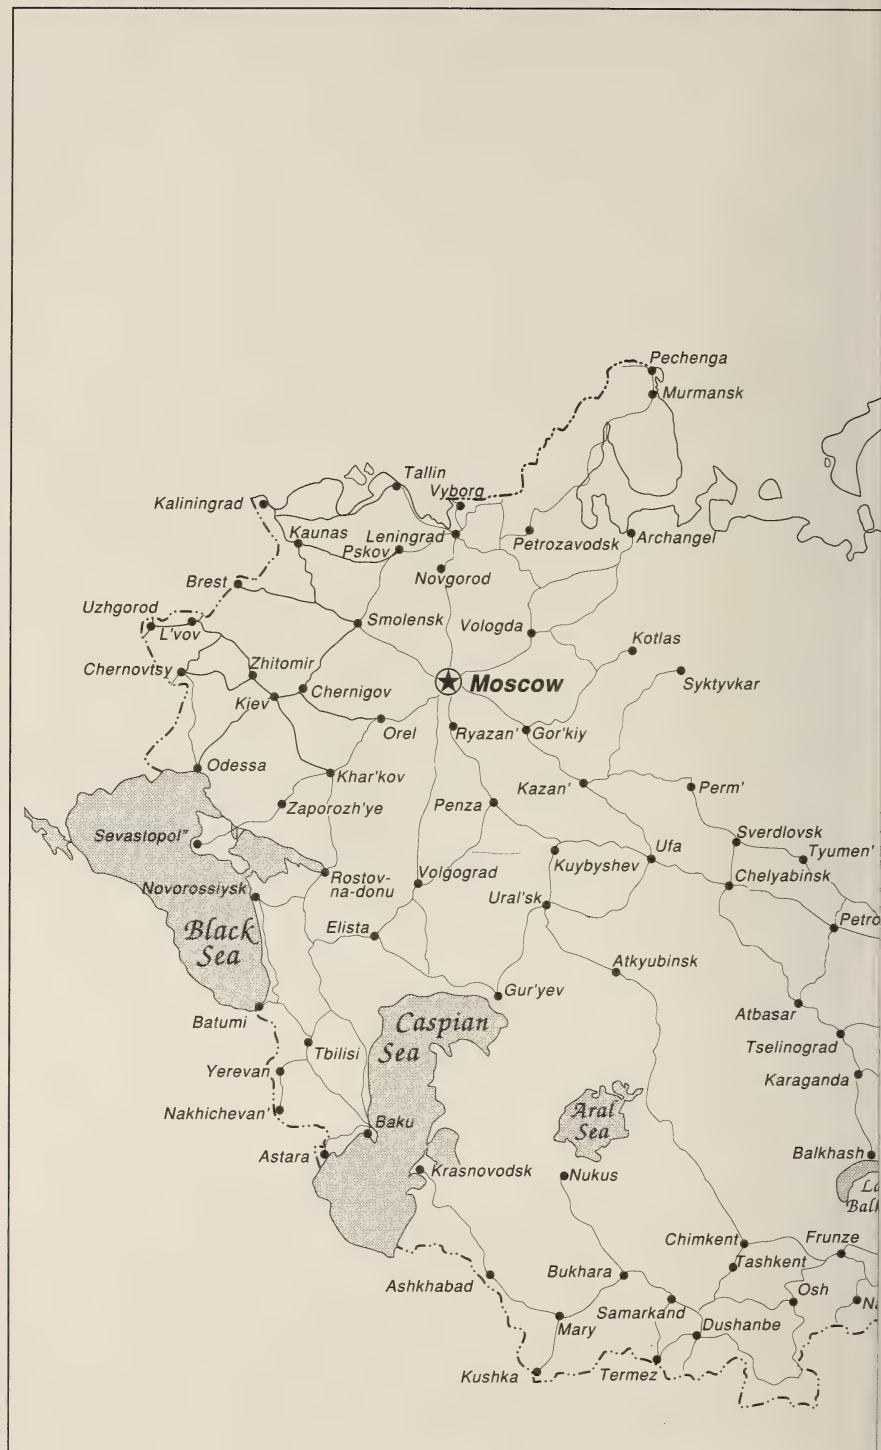 Pechenga
Murmansk
Tallin
Vyborg
Kaliningrad
Kaunas
Leningrad
Pskov
Petrozavodsk
Archangel
Novgorod
Brest
Uzhgorod
L'vov
Smolensk
Vologda
Kotlas
Chernovtsy
Zhitomir
Moscow
Syktyvkar
Chernigov
Kiev
Orel
Ryazan'
Gor'kiy
Odessa
Khar'kov
Kazan'
Perm'
Zaporozh'ye
Penza
Sevastopol"
Sverdlovsk
Tyumen'
Ufa
Kuybyshev
Chelyabinsk
Rostov-
na-donu
Volgograd
Novorossiysk
Ural'sk
Petro
Black
Sea
Elista
Atkyubinsk
Gur'yev
Atbasar
Batumi
Caspian
Sea
Tselinograd
Tbilisi
Yerevan
Karaganda
Nakhichevan'
Aral
Sea
Baku
Astara
Balkhash
Krasnovodsk
Nukus
La
Balk
Chimkent
Frunze
Tashkent
Ashkhabad
Bukhara
Osh
Samarkand
Na
Mary
Dushanbe
Kushka
Termez